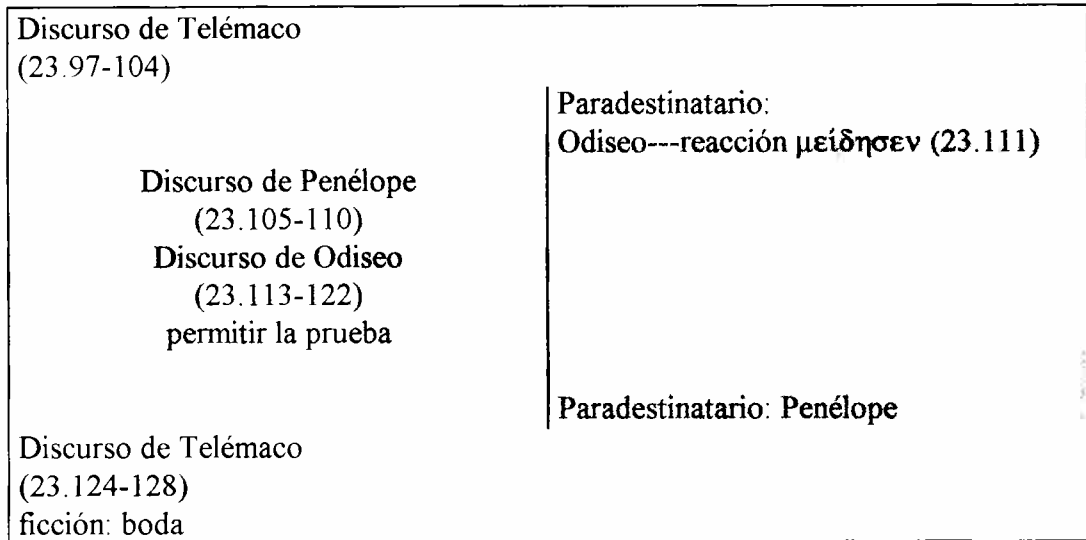 Discurso de Telémaco
(23.97-104)
Paradestinatario:
Odiseo---reacción μείδησεν (23.111)
Discurso de Penélope
(23.105-110)
Discurso de Odiseo
(23.113-122)
permitir la prueba
Paradestinatario: Penélope
Discurso de Telémaco
(23.124-128)
ficción: boda